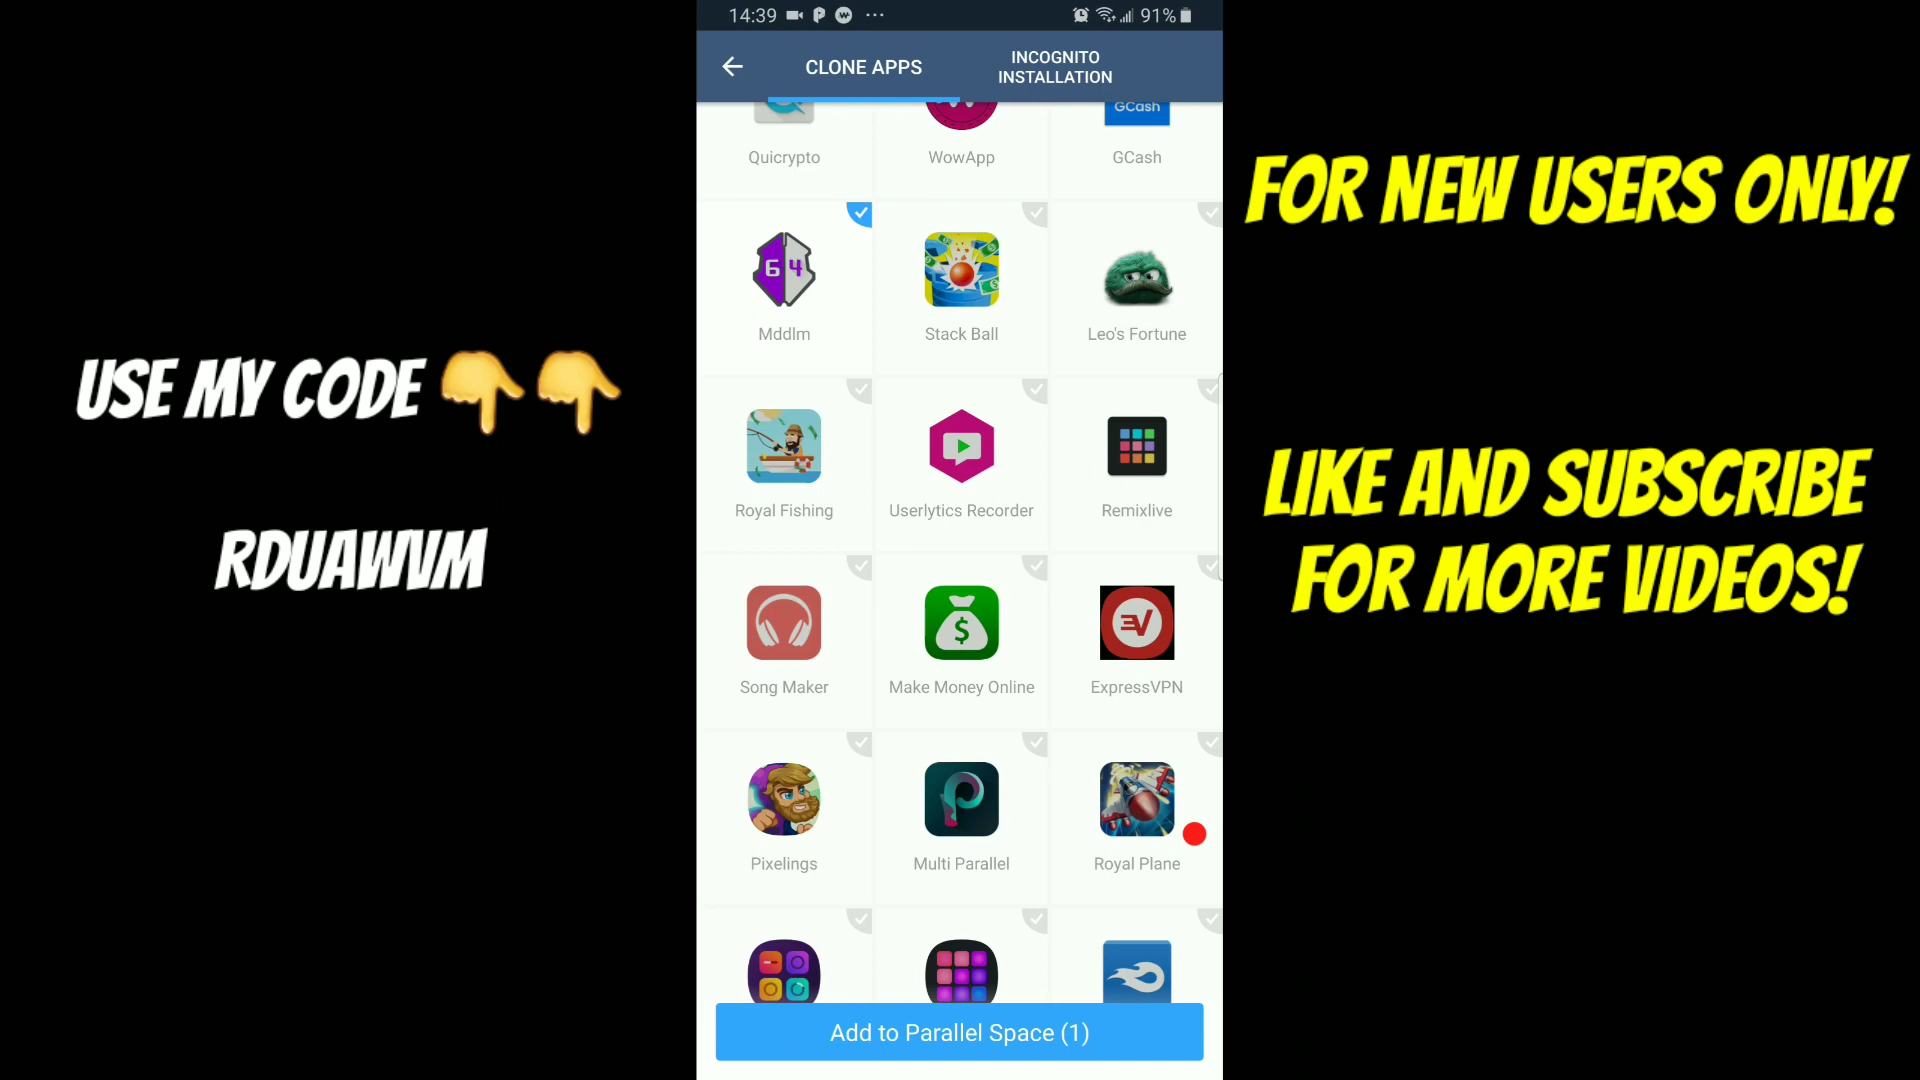 14:39
91%
CLONE APPS
INCOGNITO
INSTALLATION
GCash
Quicrypto
WowApp
GCash
64
Mddlm
Stack Ball
Leo's Fortune
Royal Fishing
Userlytics Recorder
Remixlive
Song Maker
Make Money Online
ExpressVPN
Pixelings
Multi Parallel
Royal Plane
Add to Parallel Space (1)
USE MY CODE 👇👇
RDUAWVM
FOR NEW USERS ONLY!
LIKE AND SUBSCRIBE
FOR MORE VIDEOS!